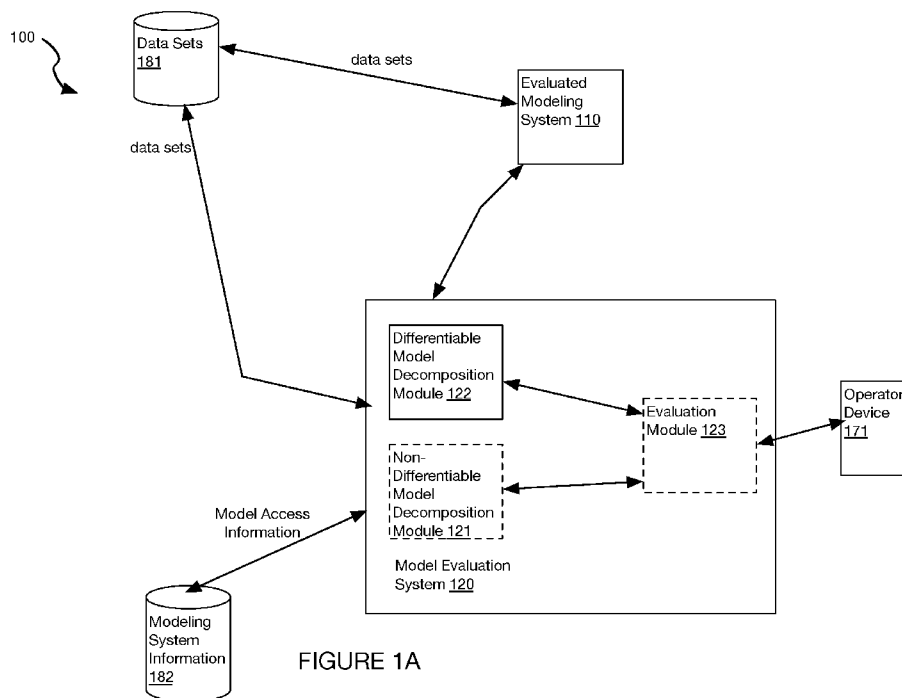 100
Data Sets
181
data sets
data sets
Evaluated
Modeling
System 110
Differentiable
Model
Decomposition
Module 122
Evaluation
Module 123
Operator
Device
171
Non-
Differentiable
Model
Decomposition
Module 121
Model Access
Information
Model Evaluation
System 120
Modeling
System
Information
182
FIGURE 1A